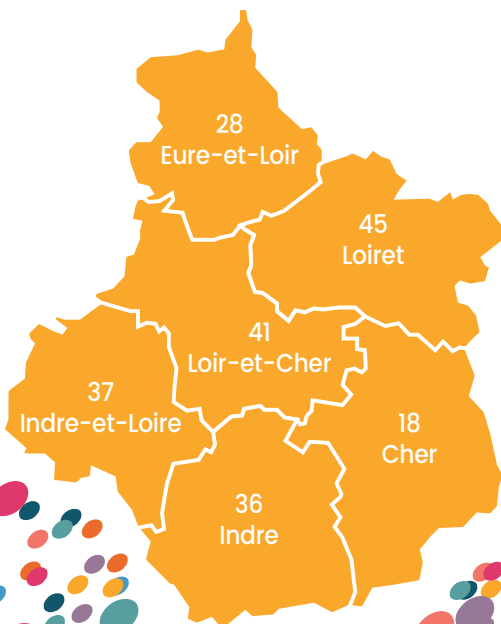 28
Eure-et-Loir
45
Loiret
41
Loir-et-Cher
37
Indre-et-Loire
18
Cher
36
Indre